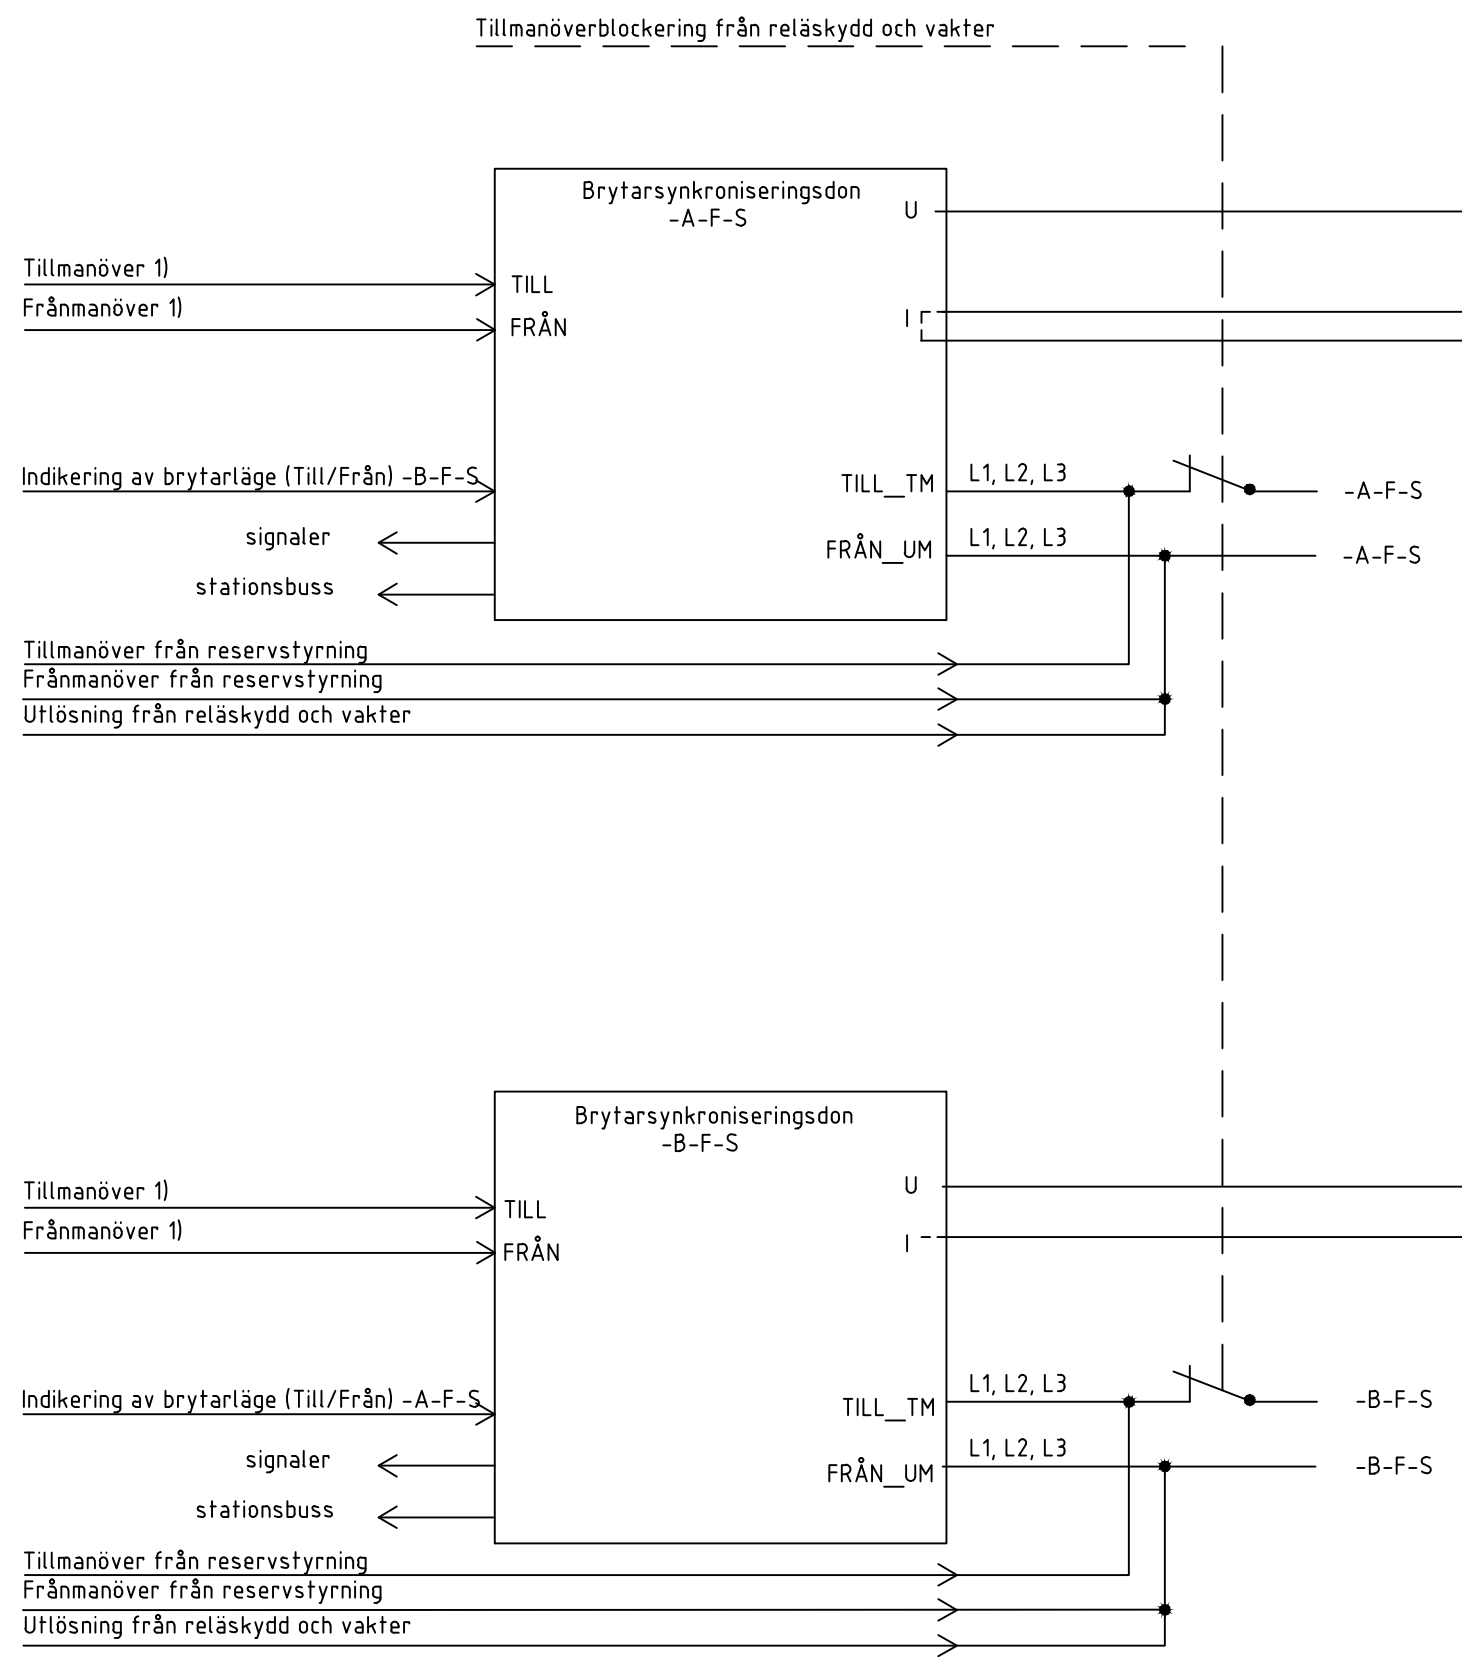 Tillmanöverblockering från reläskydd och vakter
Brytarsynkroniseringsdon
-A-F-S
U
Tillmanöver 1)
TILL
Frånmanöver 1)
FRÅN
I
Indikering av brytarläge (Till/Från) -B-F-S
TILL_TM
L1, L2, L3
-A-F-S
signaler
FRÅN_UM
L1, L2, L3
-A-F-S
stationsbuss
Tillmanöver från reservstyrning
Frånmanöver från reservstyrning
Utlösning från reläskydd och vakter
Brytarsynkroniseringsdon
-B-F-S
U
Tillmanöver 1)
TILL
Frånmanöver 1)
FRÅN
I
Indikering av brytarläge (Till/Från) -A-F-S
TILL_TM
L1, L2, L3
-B-F-S
signaler
FRÅN_UM
L1, L2, L3
-B-F-S
stationsbuss
Tillmanöver från reservstyrning
Frånmanöver från reservstyrning
Utlösning från reläskydd och vakter